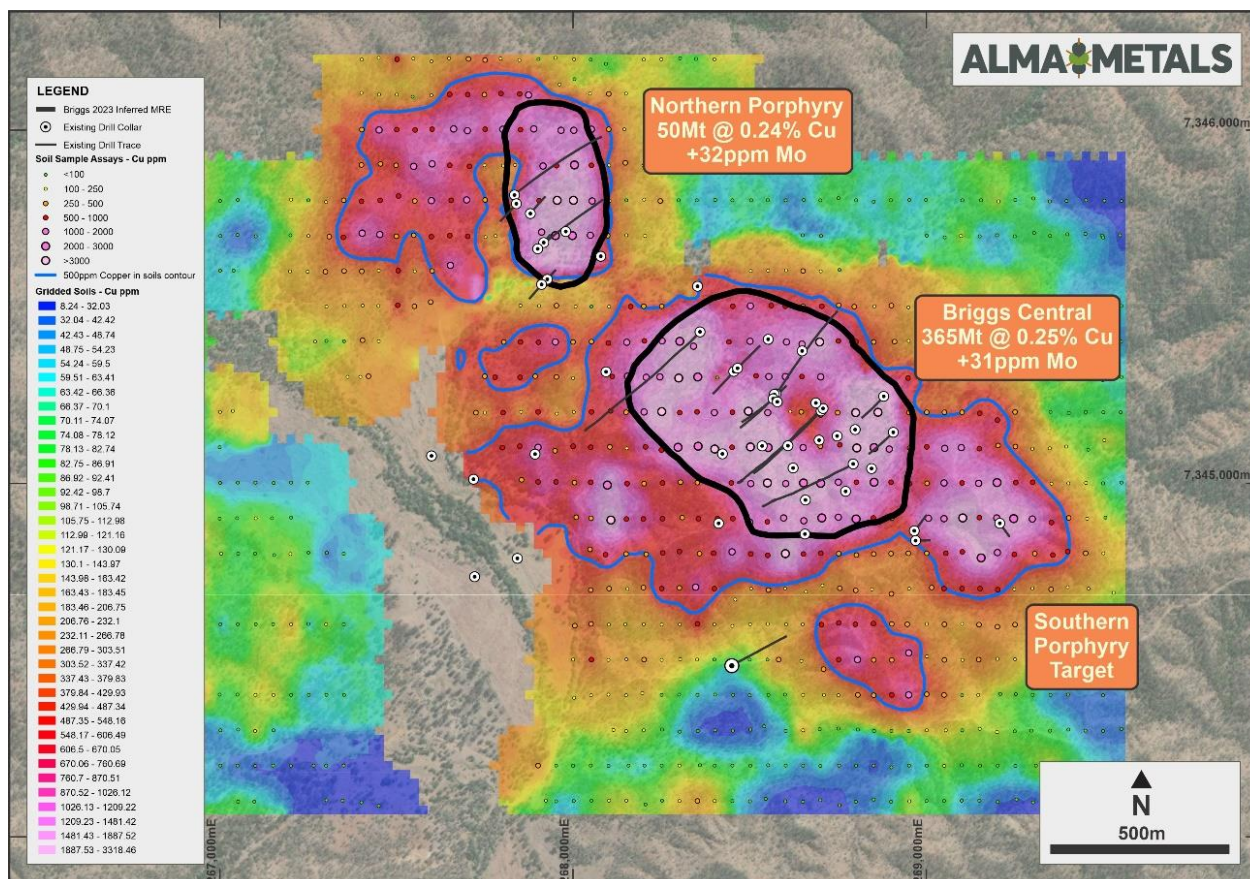 ALMA METALS
LEGEND
Briggs 2023 Inferred MRE
Existing Drill Collar
Existing Drill Trace
Soil Sample Assays - Cu ppm
<100
100 - 250
250 - 500
500 - 1000
1000 - 2000
2000 - 3000
>3000
500ppm Copper in soils contour
Gridded Soils - Cu ppm
8.24 - 32.03
32.04 - 42.42
42.43 - 48.74
48.75 - 54.23
54.24 - 59.5
59.51 - 63.41
63.42 - 66.36
66.37 - 70.1
70.11 - 74.07
74.08 - 78.12
78.13 - 82.74
82.75 - 86.91
86.92 - 92.41
92.42 - 98.7
98.71 - 105.74
105.75 - 112.98
112.99 - 121.16
121.17 - 130.09
130.1 - 143.97
143.98 - 183.42
163.43 - 183.45
183.46 - 206.75
206.76 - 232.1
232.11 - 266.78
266.79 - 303.51
303.52 - 337.42
337.43 - 379.83
379.84 - 429.93
429.94 - 487.34
487.35 - 548.16
548.17 - 606.49
606.5 - 670.05
670.06 - 760.69
760.7 - 870.51
870.52 - 1026.12
1026.13 - 1209.22
1209.23 - 1481.42
1481.43 - 1887.52
1887.53 - 3318.46
Northern Porphyry
50Mt @ 0.24% Cu
+32ppm Mo
7,346,000m
Briggs Central
365Mt @ 0.25% Cu
+31ppm Mo
7,345,000m
Southern
Porphyry
Target
N
500m
267,000mE
268,000mE
269,000mE